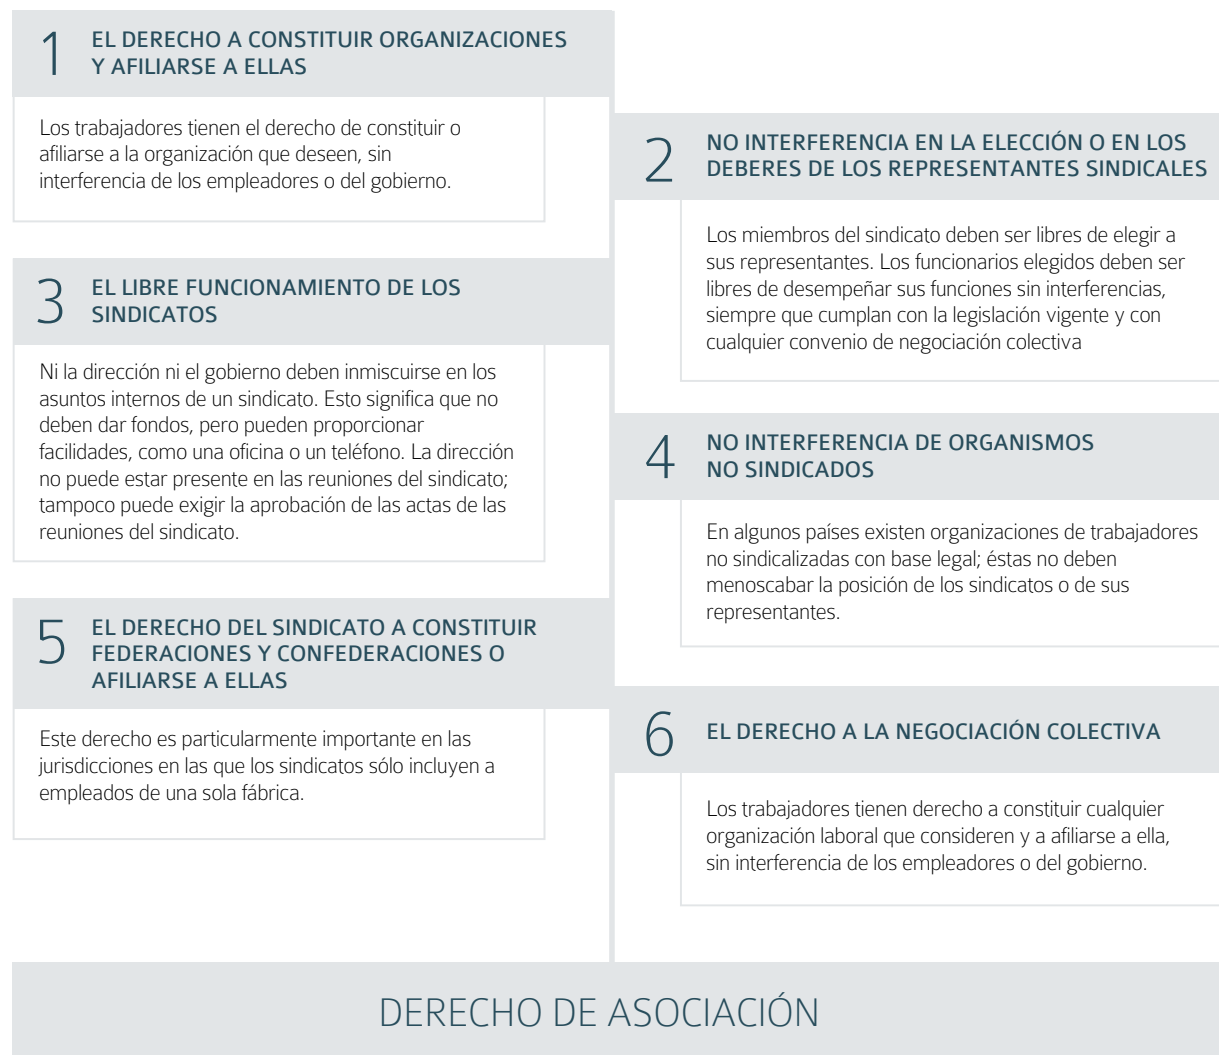 1
EL DERECHO A CONSTITUIR ORGANIZACIONES
Y AFILIARSE A ELLAS
Los trabajadores tienen el derecho de constituir o
afiliarse a la organización que deseen, sin
interferencia de los empleadores o del gobierno.
2
NO INTERFERENCIA EN LA ELECCIÓN O EN LOS
DEBERES DE LOS REPRESENTANTES SINDICALES
Los miembros del sindicato deben ser libres de elegir a
sus representantes. Los funcionarios elegidos deben ser
libres de desempeñar sus funciones sin interferencias,
siempre que cumplan con la legislación vigente y con
cualquier convenio de negociación colectiva
3
EL LIBRE FUNCIONAMIENTO DE LOS
SINDICATOS
Ni la dirección ni el gobierno deben inmiscuirse en los
asuntos internos de un sindicato. Esto significa que no
deben dar fondos, pero pueden proporcionar
facilidades, como una oficina o un teléfono. La dirección
no puede estar presente en las reuniones del sindicato;
tampoco puede exigir la aprobación de las actas de las
reuniones del sindicato.
4
NO INTERFERENCIA DE ORGANISMOS
NO SINDICADOS
En algunos países existen organizaciones de trabajadores
no sindicalizadas con base legal; éstas no deben
menoscabar la posición de los sindicatos o de sus
representantes.
5
EL DERECHO DEL SINDICATO A CONSTITUIR
FEDERACIONES Y CONFEDERACIONES O
AFILIARSE A ELLAS
Este derecho es particularmente importante en las
jurisdicciones en las que los sindicatos sólo incluyen a
empleados de una sola fábrica.
6
EL DERECHO A LA NEGOCIACIÓN COLECTIVA
Los trabajadores tienen derecho a constituir cualquier
organización laboral que consideren y a afiliarse a ella,
sin interferencia de los empleadores o del gobierno.
DERECHO DE ASOCIACIÓN